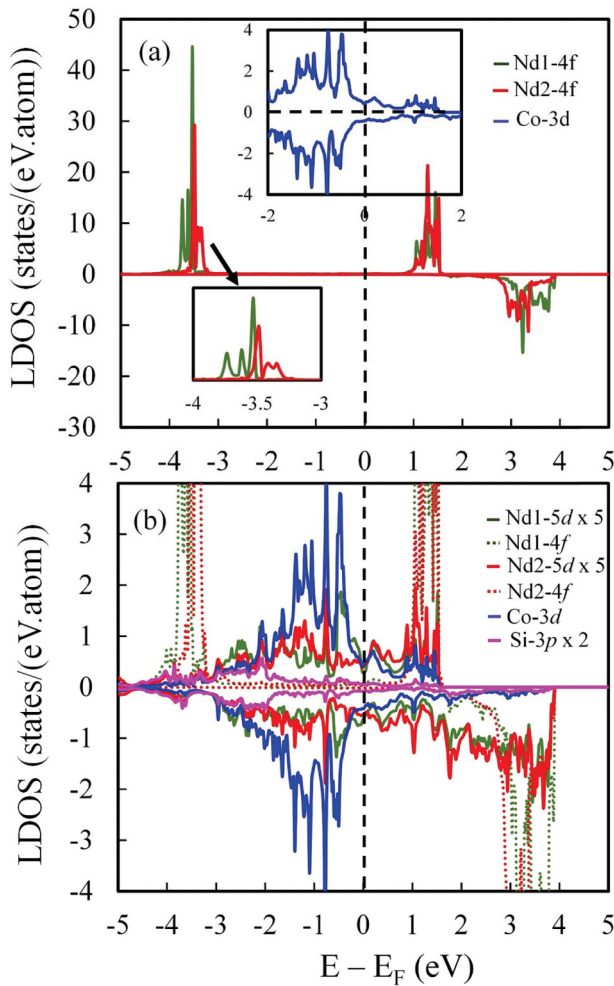 (a)
Nd1-4f
Nd2-4f
Co-3d
LDOS (states/(eV.atom))
50
40
30
20
10
0
-10
-20
-30
4
2
0
-2
-4
-2 0 2
-4 -3.5 -3
-5 -4 -3 -2 -1 0 1 2 3 4 5
(b)
Nd1-5d x 5
Nd1-4f
Nd2-5d x 5
Nd2-4f
Co-3d
Si-3p x 2
LDOS (states/(eV.atom))
4
3
2
1
0
-1
-2
-3
-4
-5 -4 -3 -2 -1 0 1 2 3 4 5
E – E_F (eV)